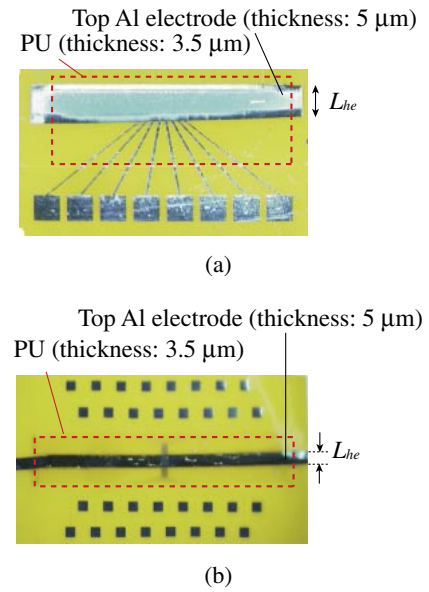 Top Al electrode (thickness: 5 μm)
PU (thickness: 3.5 μm)
Lhe
(a)
Top Al electrode (thickness: 5 μm)
PU (thickness: 3.5 μm)
Lhe
(b)